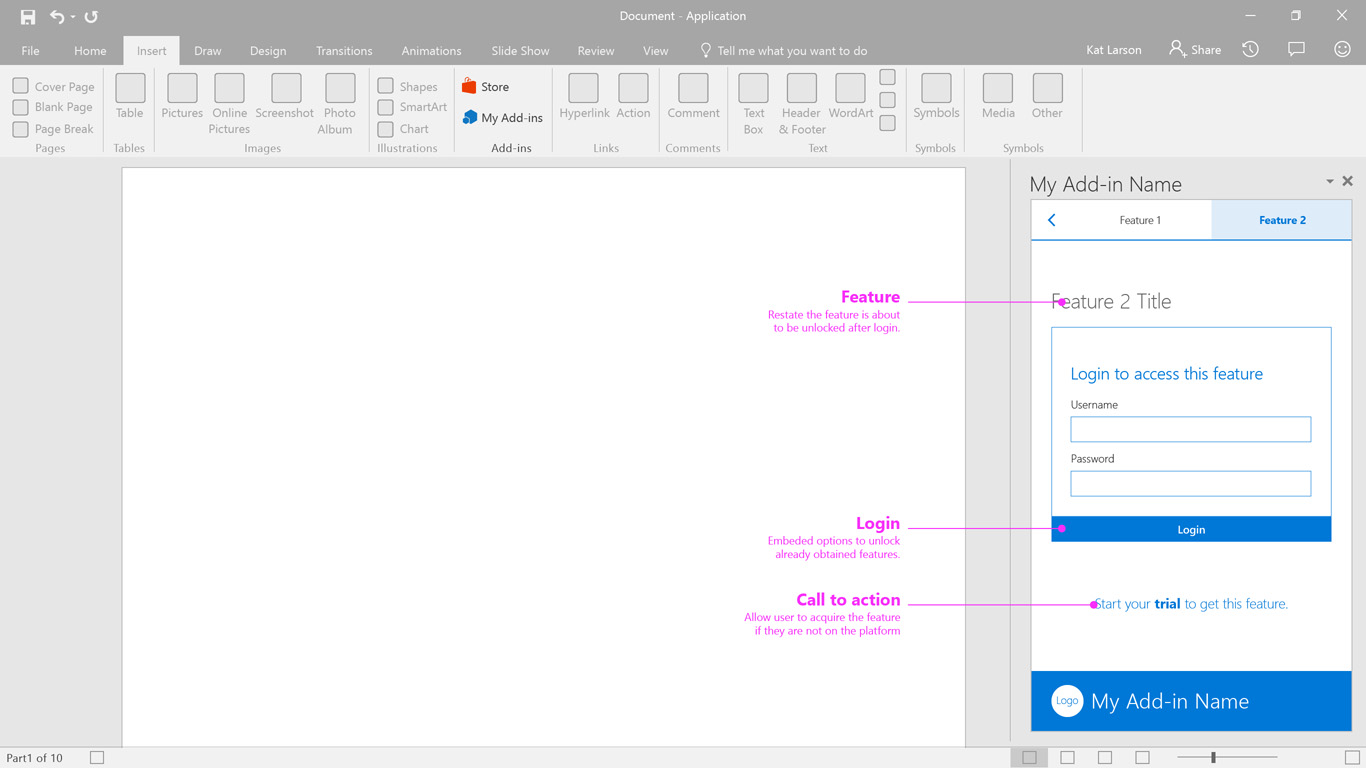 Document - Application
File Home Insert Draw Design Transitions Animations Slide Show Review View Tell me what you want to do Kat Larson Share
Cover Page
Blank Page
Page Break
Pages
Table
Tables
Pictures
Online
Pictures
Screenshot
Photo
Album
Images
Shapes
SmartArt
Chart
Illustrations
Store
My Add-ins
Add-ins
Hyperlink
Action
Links
Comment
Comments
Text
Box
Header
& Footer
WordArt
Text
Symbols
Symbols
Media
Other
Symbols
My Add-in Name
Feature 1
Feature 2
Feature
Restate the feature is about
to be unlocked after login.
Feature 2 Title
Login to access this feature
Username
Password
Login
Embeded options to unlock
already obtained features.
Login
Call to action
Allow user to acquire the feature
if they are not on the platform
Start your trial to get this feature.
Logo
My Add-in Name
Part1 of 10